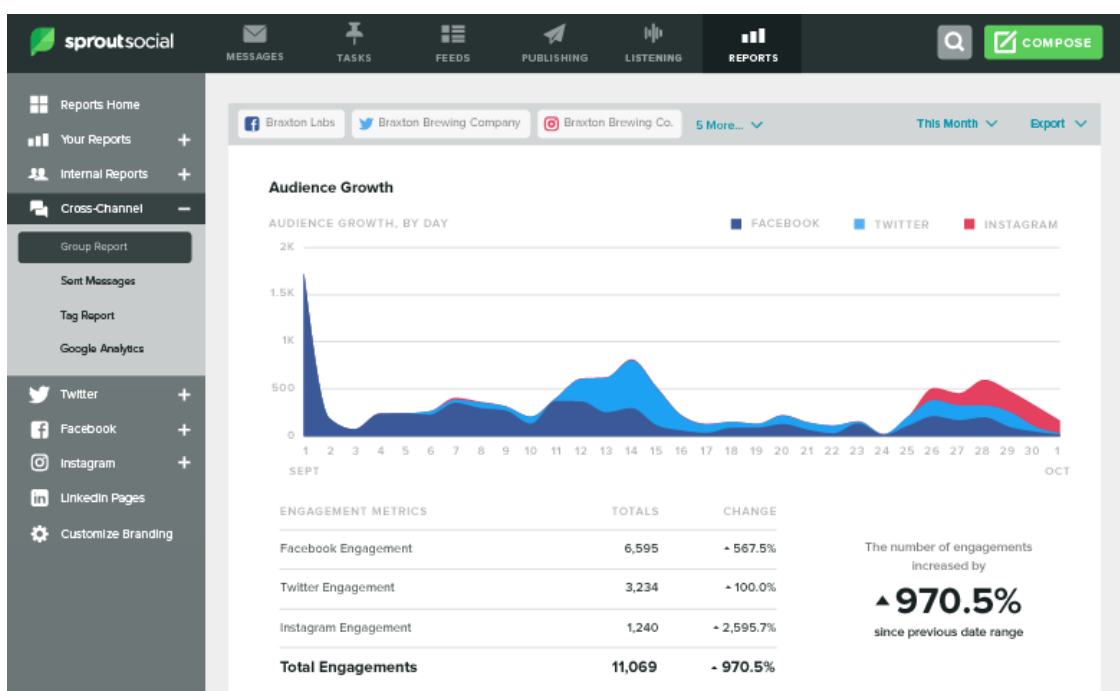 sproutsocial
MESSAGES
TASKS
FEEDS
PUBLISHING
LISTENING
REPORTS
COMPOSE
Reports Home
Your Reports
Internal Reports
Cross-Channel
Group Report
Sent Messages
Tag Report
Google Analytics
Twitter
Facebook
Instagram
LinkedIn Pages
Customize Branding
Braxton Labs
Braxton Brewing Company
Braxton Brewing Co.
5 More...
This Month
Export
Audience Growth
AUDIENCE GROWTH, BY DAY
FACEBOOK
TWITTER
INSTAGRAM
2K
1.5K
1K
500
0
1 2 3 4 5 6 7 8 9 10 11 12 13 14 15 16 17 18 19 20 21 22 23 24 25 26 27 28 29 30 1
SEPT OCT
ENGAGEMENT METRICS TOTALS CHANGE
Facebook Engagement 6,595 567.5%
Twitter Engagement 3,234 100.0%
Instagram Engagement 1,240 2,595.7%
Total Engagements 11,069 970.5%
The number of engagements
increased by
970.5%
since previous date range